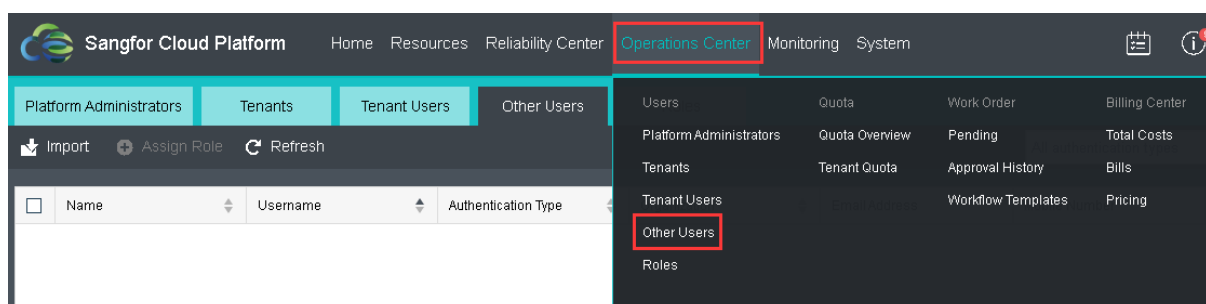 Sangfor Cloud Platform Home Resources Reliability Center Operations Center Monitoring System
Platform Administrators Tenants Tenant Users Other Users
Import Assign Role Refresh
Name Username Authentication Type
Users Quota Work Order Billing Center
Platform Administrators Quota Overview Pending Total Costs
Tenants Tenant Quota Approval History Bills
Tenant Users Workflow Templates Pricing
Other Users
Roles